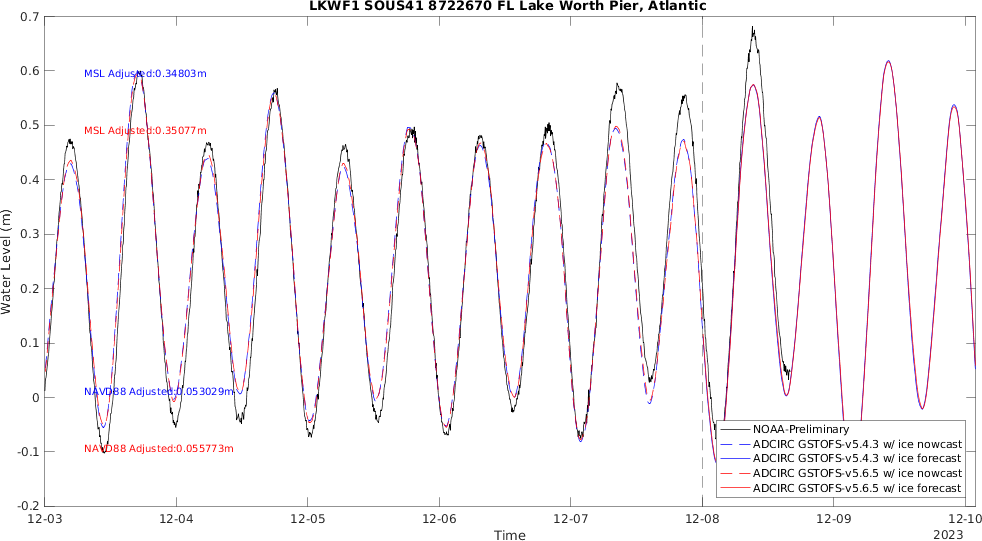 LKWF1 SOUS41 8722670 FL Lake Worth Pier, Atlantic
0.7
0.6
0.5
0.4
0.3
0.2
0.1
0
-0.1
-0.2
Water Level (m)
MSL Adjusted:0.34803m
MSL Adjusted:0.35077m
NAVD88 Adjusted:0.053029m
NAVD88 Adjusted:0.055773m
NOAA-Preliminary
ADCIRC GSTOFS-v5.4.3 w/ ice nowcast
ADCIRC GSTOFS-v5.4.3 w/ ice forecast
ADCIRC GSTOFS-v5.6.5 w/ ice nowcast
ADCIRC GSTOFS-v5.6.5 w/ ice forecast
12-03 12-04 12-05 12-06 12-07 12-08 12-09 12-10
Time
2023